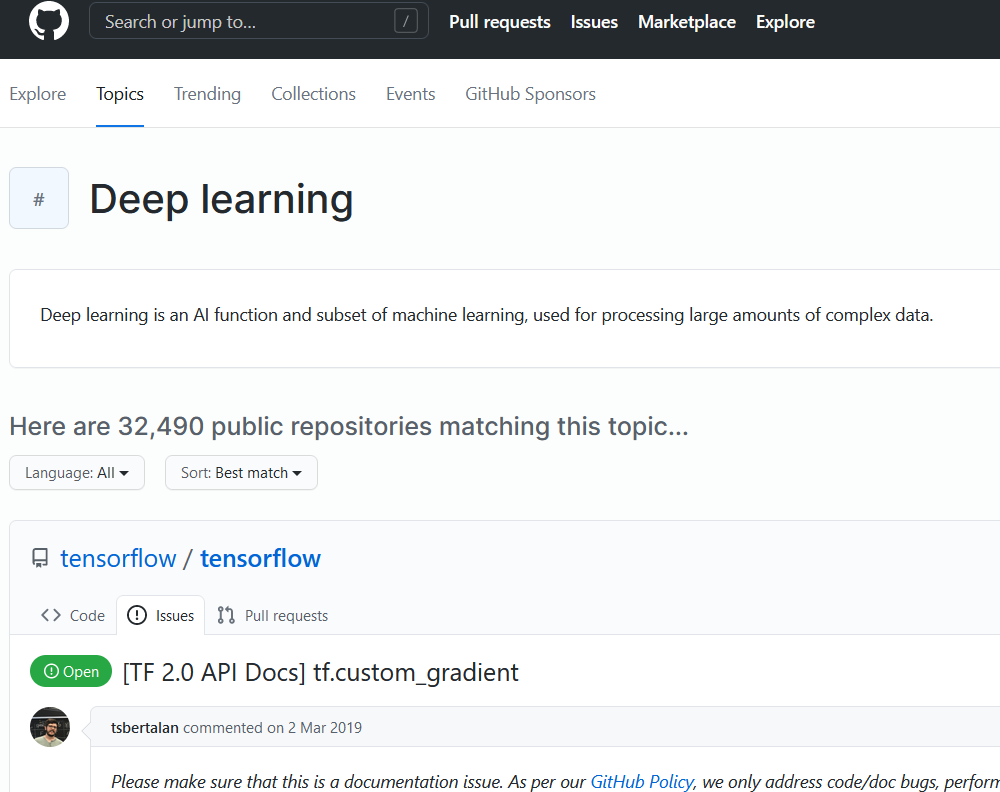 Search or jump to... / Pull requests Issues Marketplace Explore
Explore Topics Trending Collections Events GitHub Sponsors
# Deep learning
Deep learning is an AI function and subset of machine learning, used for processing large amounts of complex data.
Here are 32,490 public repositories matching this topic...
Language: All Sort: Best match
tensorflow / tensorflow
<> Code Issues Pull requests
Open [TF 2.0 API Docs] tf.custom_gradient
tsbertalan commented on 2 Mar 2019
Please make sure that this is a documentation issue. As per our GitHub Policy, we only address code/doc bugs, perform